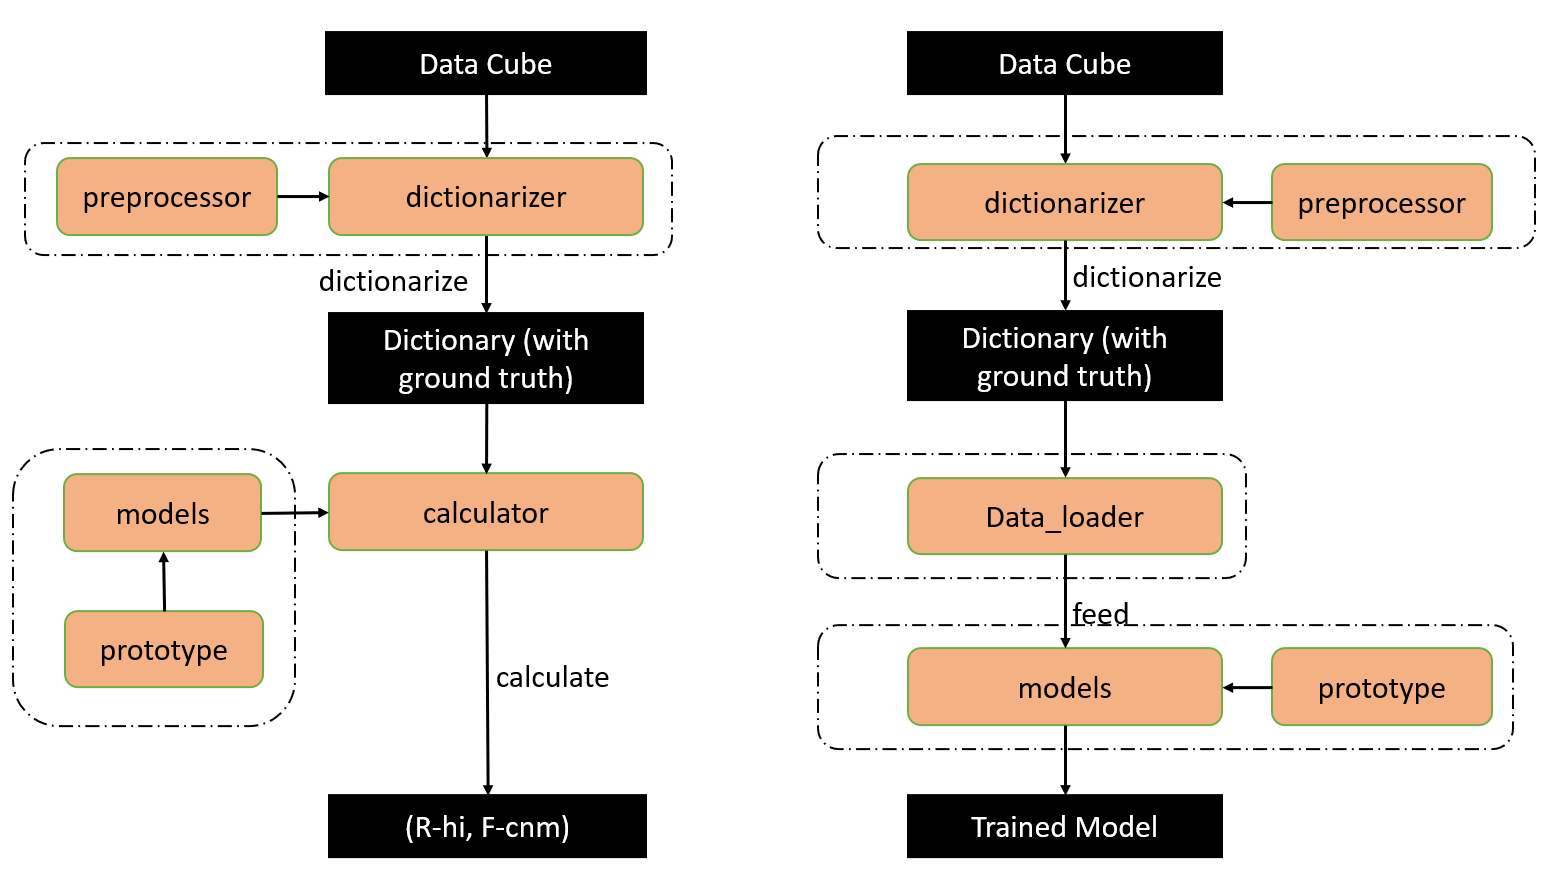 Data Cube
preprocessor
dictionarizer
dictionarize
Dictionary (with
ground truth)
models
calculator
prototype
calculate
(R-hi, F-cnm)
Data Cube
dictionarizer
preprocessor
dictionarize
Dictionary (with
ground truth)
Data_loader
feed
models
prototype
Trained Model